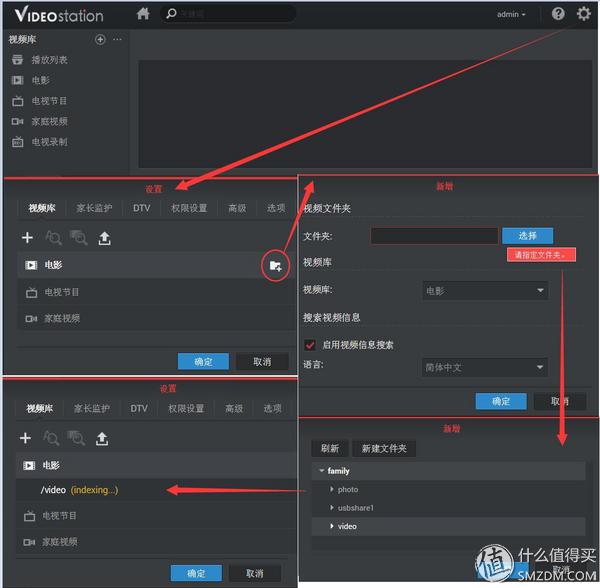 VIDEOstation
关键词
admin
视频库
播放列表
电影
电视节目
家庭视频
电视录制
设置
视频库 家长监护 DTV 权限设置 高级 选项
电影
电视节目
家庭视频
确定 取消
新增
视频文件夹
文件夹: 选择
请指定文件夹。
视频库
视频库: 电影
搜索视频信息
启用视频信息搜索
语言: 简体中文
确定 取消
设置
视频库 家长监护 DTV 权限设置 高级 选项
电影
/video (indexing...)
电视节目
家庭视频
确定 取消
新增
刷新 新建文件夹
family
photo
usbshare1
video
取消
值 什么值得买
SMZDM.COM